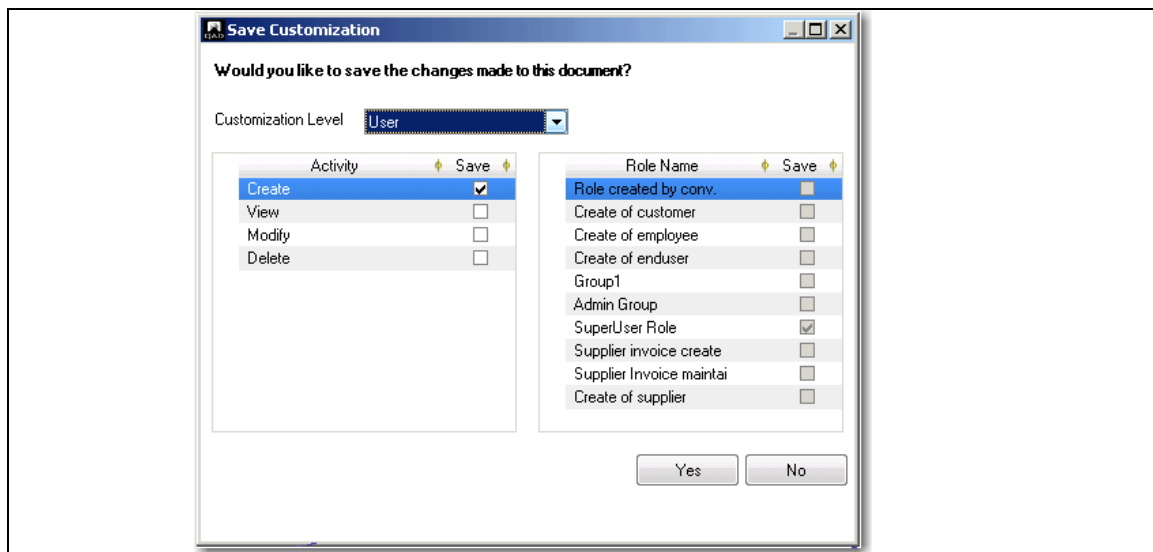 QAD Save Customization
Would you like to save the changes made to this document?
Customization Level User
Activity Save
Create
View
Modify
Delete
Role Name Save
Role created by conv.
Create of customer
Create of employee
Create of enduser
Group1
Admin Group
SuperUser Role
Supplier invoice create
Supplier Invoice maintai
Create of supplier
Yes No